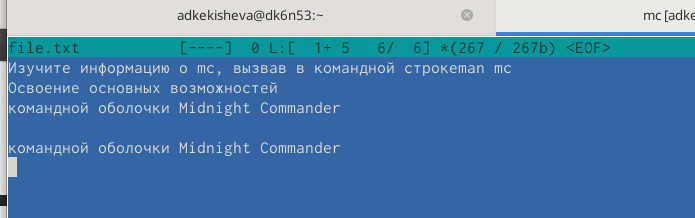 adkekisheva@dk6n53:~
mc [adke
file.txt [----] 0 L:[ 1+ 5 6/ 6] *(267 / 267b) <EOF>
Изучите информацию о mc, вызвав в командной строкеman mc
Освоение основных возможностей
командной оболочки Midnight Commander
командной оболочки Midnight Commander